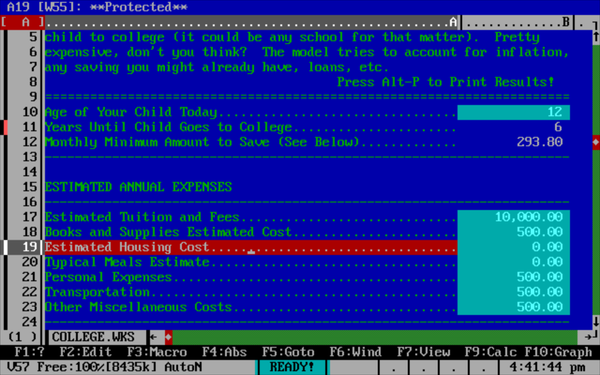 A19 [W55]: **Protected**
[ A ] A B
5 child to college (it could be any school for that matter). Pretty
6 expensive, don't you think? The model tries to account for inflation,
7 any saving you might already have, loans, etc.
8 Press Alt-P to Print Results!
9
10 Age of Your Child Today 12
11 Years Until Child Goes to College 6
12 Monthly Minimum Amount to Save (See Below) 293.80
13
14
15 ESTIMATED ANNUAL EXPENSES
16
17 Estimated Tuition and Fees 10,000.00
18 Books and Supplies Estimated Cost 500.00
19 Estimated Housing Cost 0.00
20 Typical Meals Estimate 0.00
21 Personal Expenses 500.00
22 Transportation 500.00
23 Other Miscellaneous Costs 500.00
24
(1 ) COLLEGE.WKS
F1:? F2:Edit F3:Macro F4:Abs F5:Goto F6:Wind F7:View F9:Calc F10:Graph
V57 Free:100%[8435k] AutoN READY! 4:41:44 pm